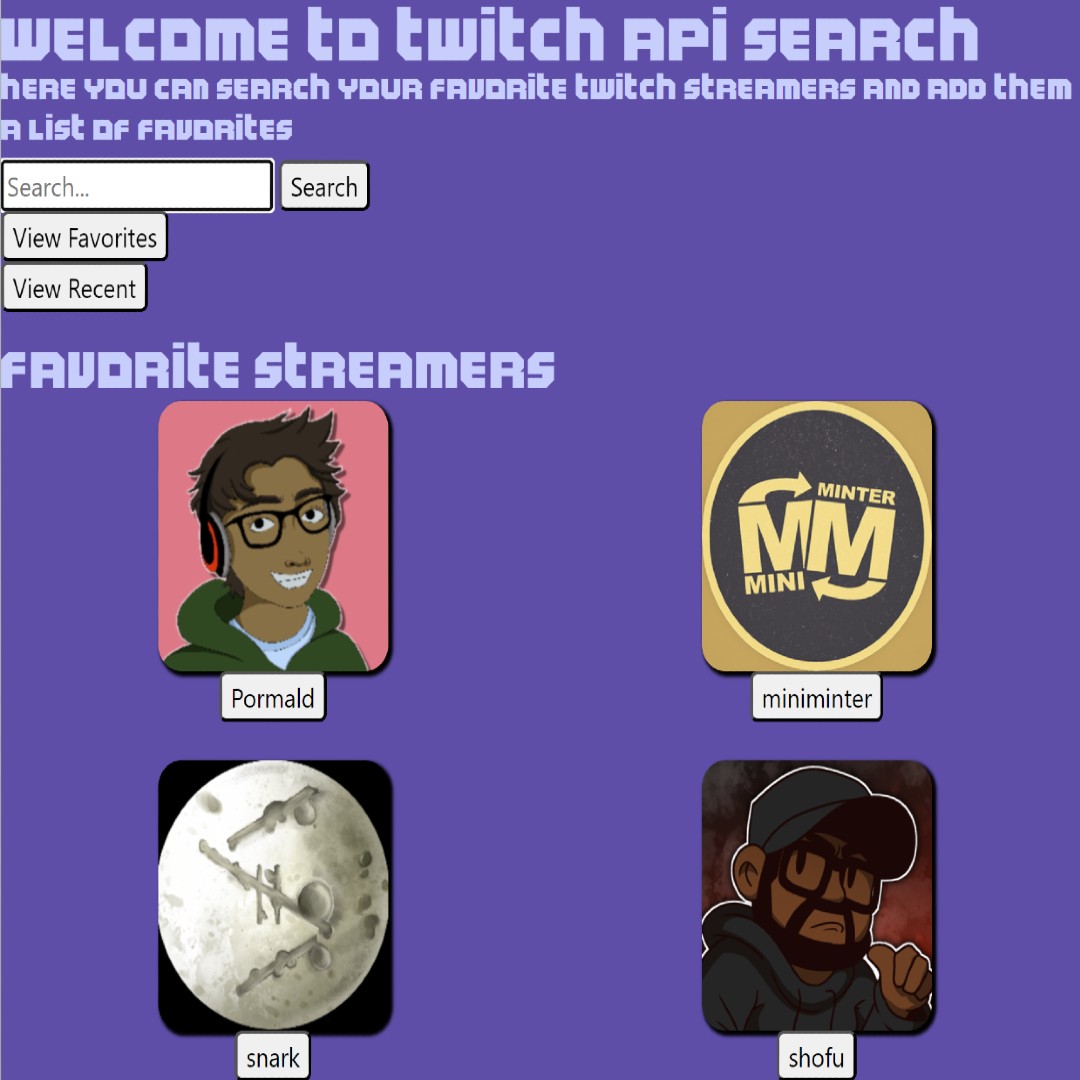 Welcome to Twitch API Search
Here you can search your favorite twitch streamers and add them
a list of favorites
Search... Search
View Favorites
View Recent
Favorite Streamers
MINTER
MM
MINI
Pormald miniminter
snark shofu